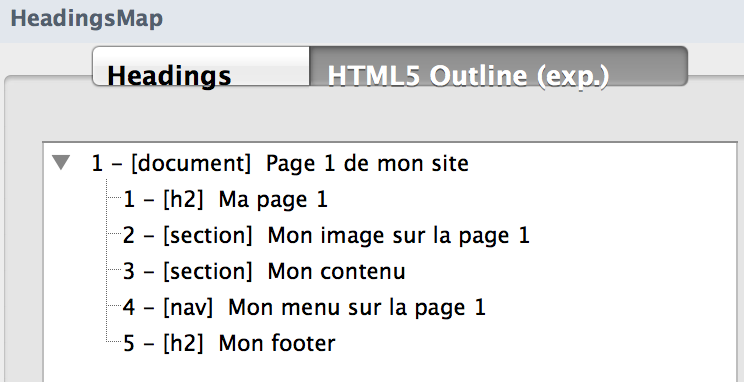 HeadingsMap
Headings
HTML5 Outline (exp.)
1 – [document] Page 1 de mon site
1 – [h2] Ma page 1
2 – [section] Mon image sur la page 1
3 – [section] Mon contenu
4 – [nav] Mon menu sur la page 1
5 – [h2] Mon footer